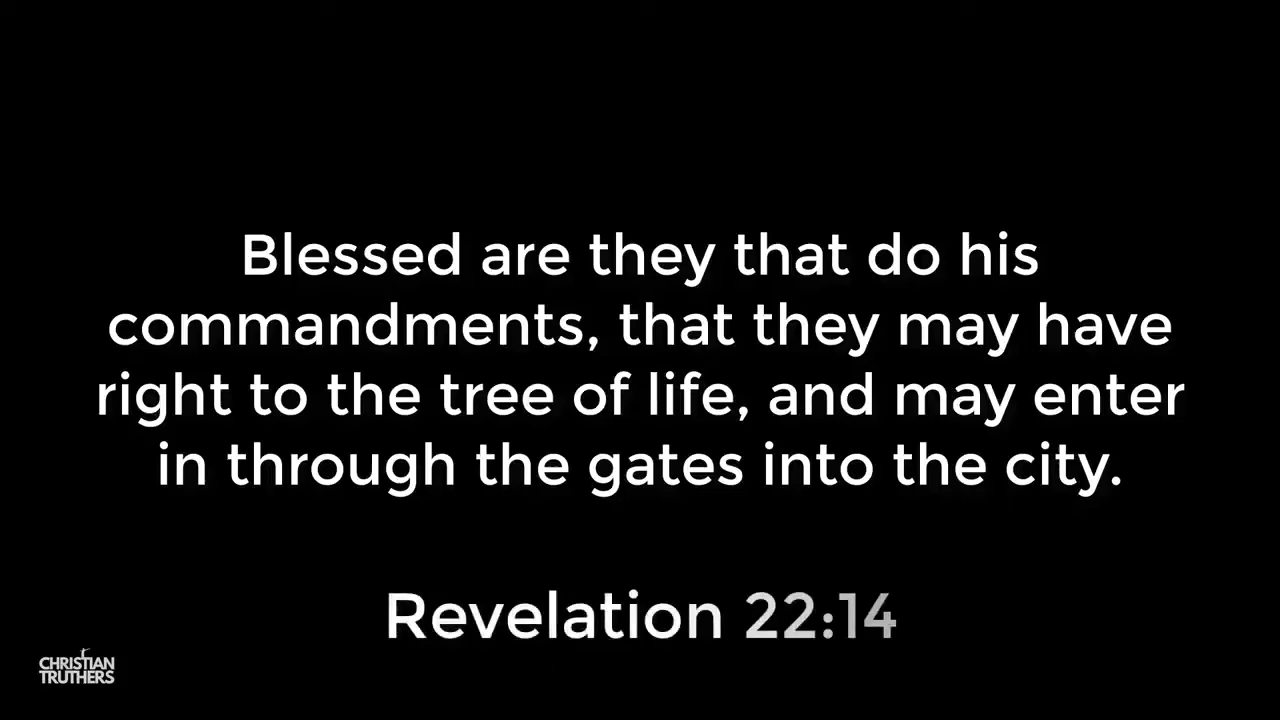 Blessed are they that do his
commandments, that they may have
right to the tree of life, and may enter
in through the gates into the city.
Revelation 22:14
CHRISTIAN
TRUTHERS